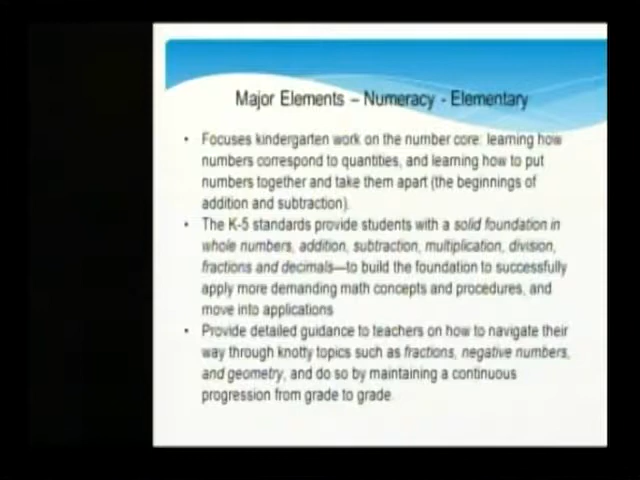 Major Elements – Numeracy - Elementary
• Focuses kindergarten work on the number core: learning how
numbers correspond to quantities, and learning how to put
numbers together and take them apart (the beginnings of
addition and subtraction).
• The K-5 standards provide students with a solid foundation in
whole numbers, addition, subtraction, multiplication, division,
fractions and decimals—to build the foundation to successfully
apply more demanding math concepts and procedures, and
move into applications
• Provide detailed guidance to teachers on how to navigate their
way through knotty topics such as fractions, negative numbers,
and geometry, and do so by maintaining a continuous
progression from grade to grade.